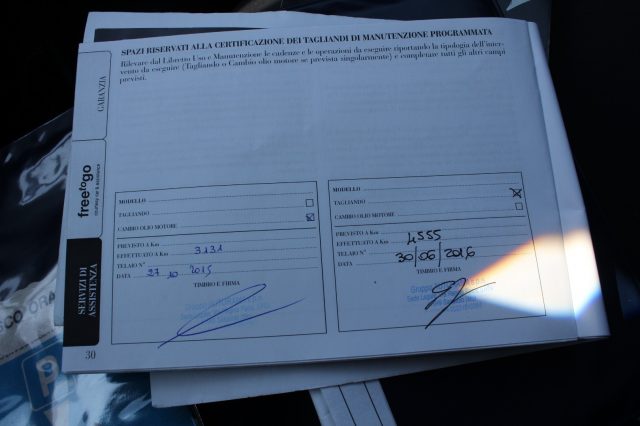 SPAZI RISERVATI ALLA CERTIFICAZIONE DEI TAGLIANDI DI MANUTENZIONE PROGRAMMATA
Rilevare dal Libretto Uso e Manutenzione le cadenze e le operazioni da eseguire riportando la tipologia dell'inter-
vento da eseguire (Tagliando o Cambio olio motore se prevista singolarmente) e completare tutti gli altri campi
previsti.
GARANZIA
freetogo
SERVIZI DI
ASSISTENZA
MODELLO
TAGLIANDO
CAMBIO OLIO MOTORE
PREVISTO A Km
EFFETTUATO A Km 3131
TELAIO N°
DATA 27 10 2015
TIMBRO E FIRMA
MODELLO
TAGLIANDO
CAMBIO OLIO MOTORE
PREVISTO A Km
EFFETTUATO A Km 4555
TELAIO N°
DATA 30/06/2016
TIMBRO E FIRMA
Gruppo
30